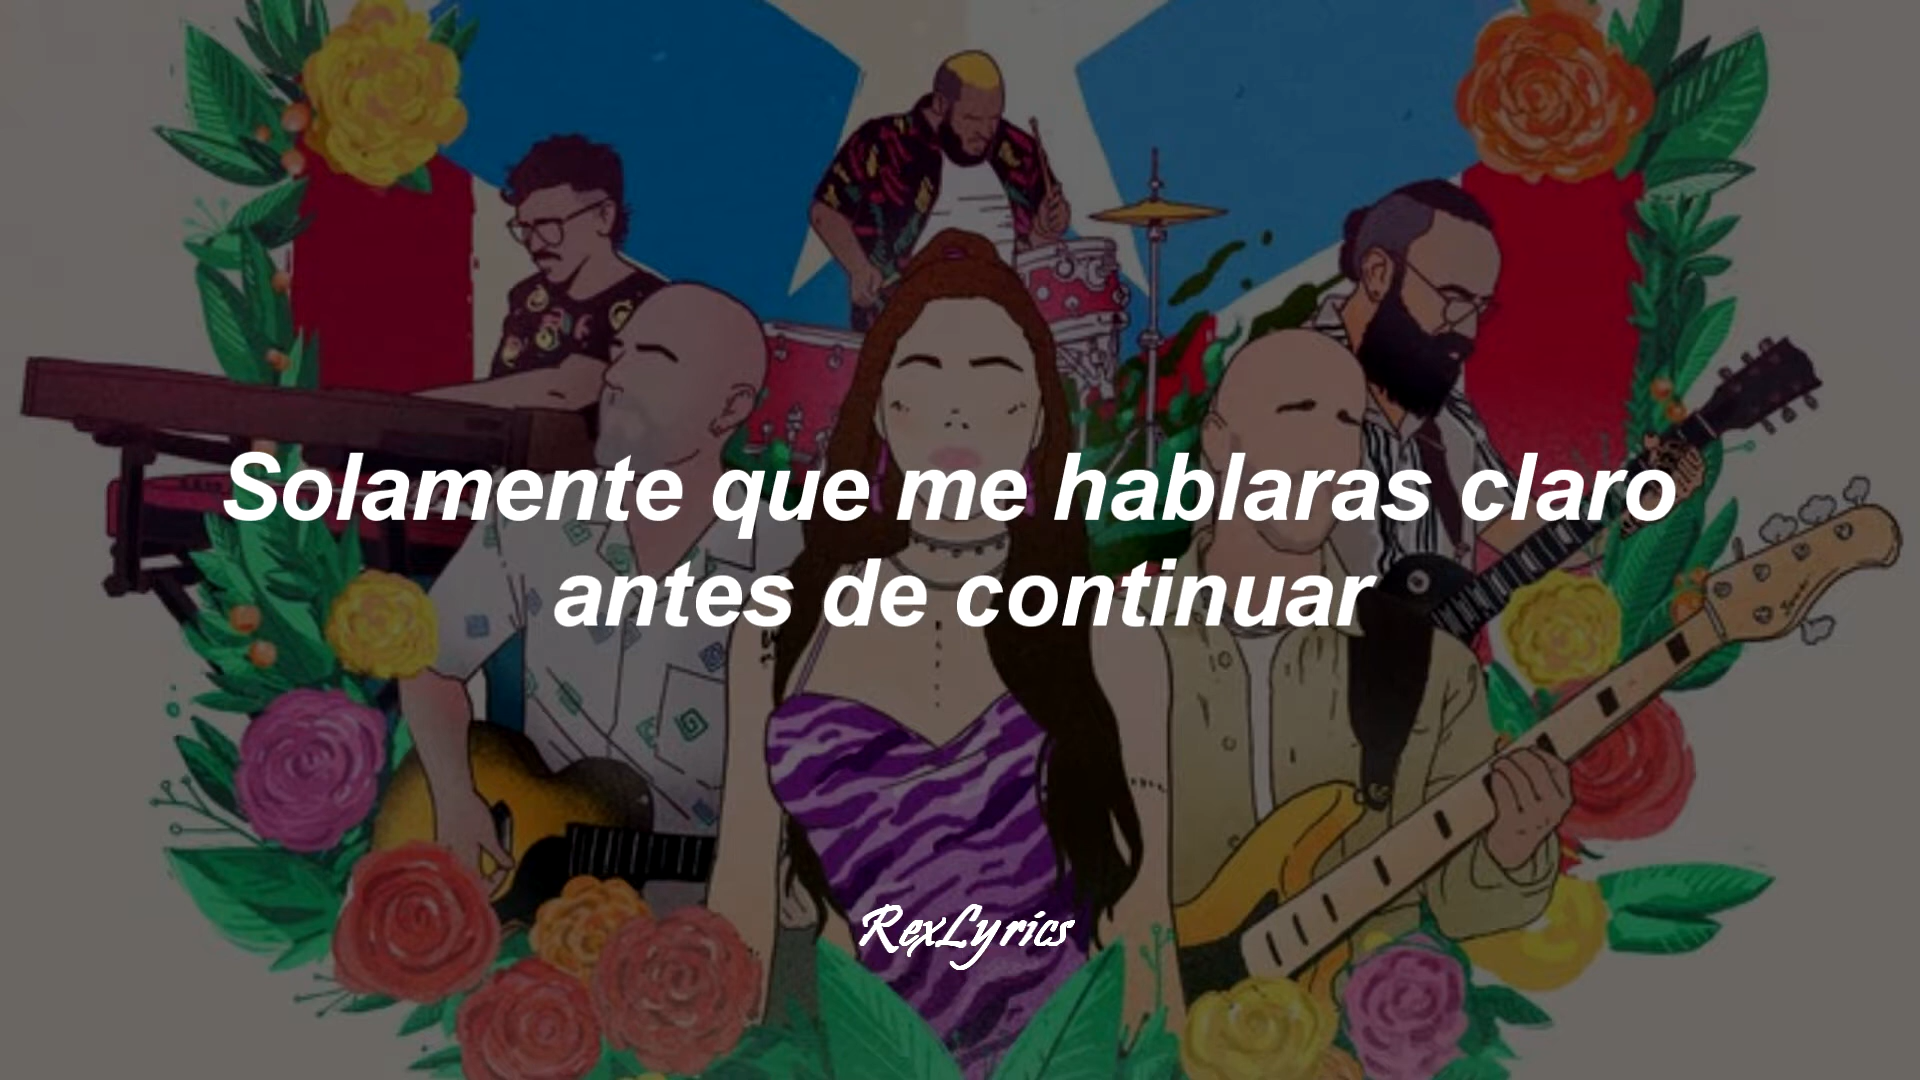 Solamente que me hablaras claro
antes de continuar
RexLyrics